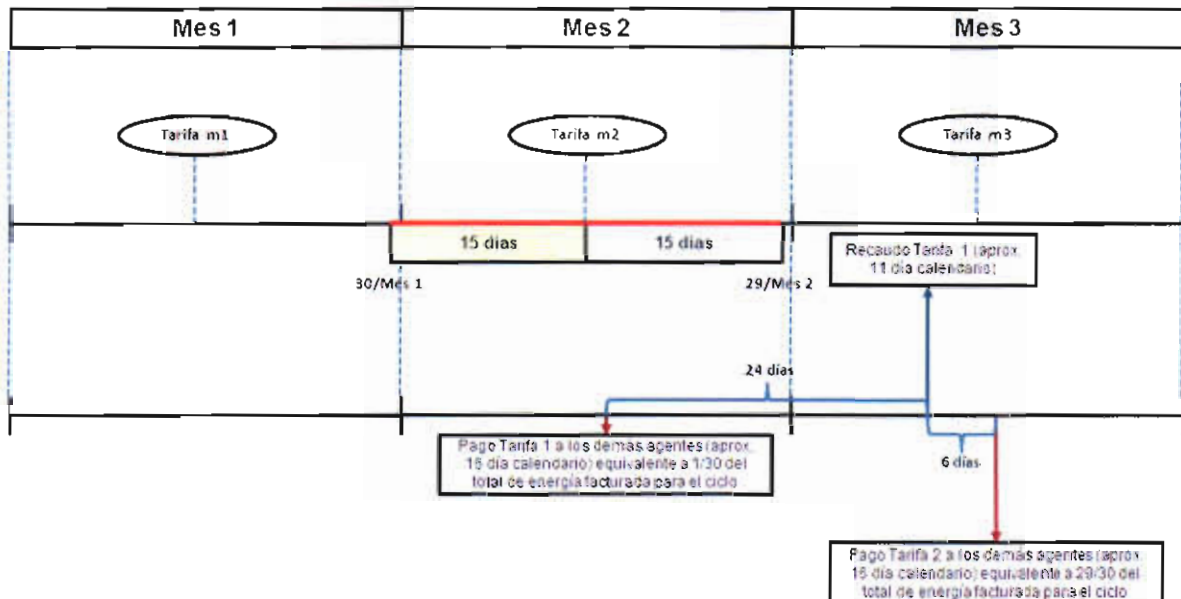 Mes 1
Mes 2
Mes 3
Tarifa m1
Tarifa m2
Tarifa m3
15 días
15 días
30/Mes 1
29/Mes 2
Recaudo Tarifa 1 (aprox.
11 día calendario)
24 días
Pago Tarifa 1 a los demás agentes (aprox.
16 día calendario) equivalente a 1/30 del
total de energía facturada para el ciclo
6 días
Pago Tarifa 2 a los demás agentes (aprox.
16 día calendario) equivalente a 29/30 del
total de energía facturada para el ciclo